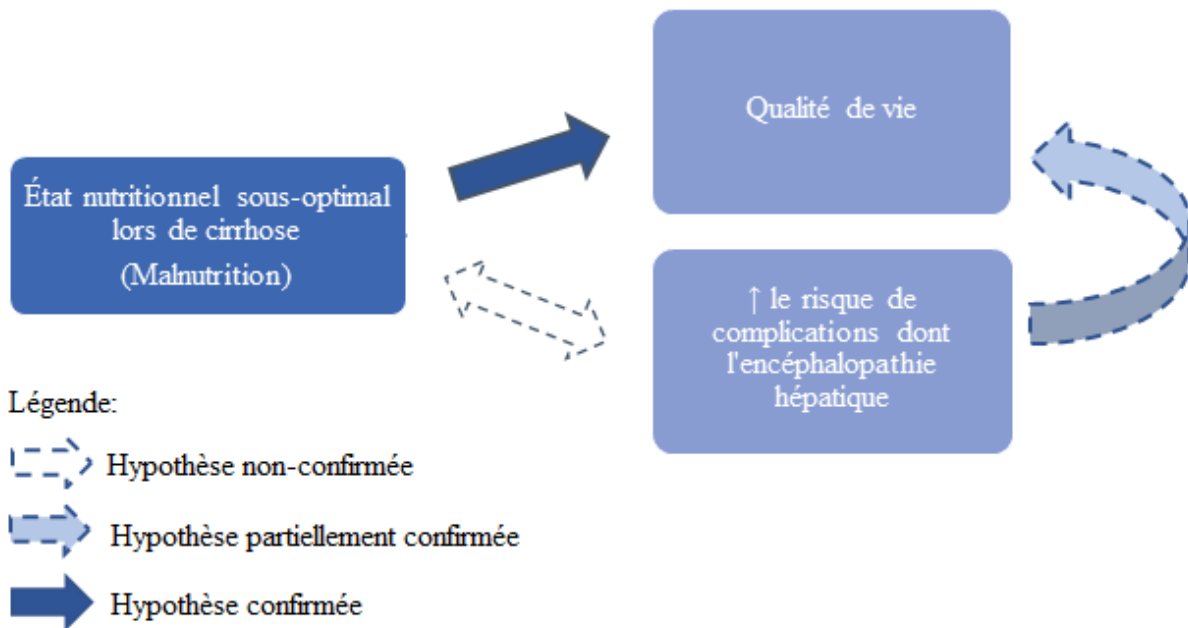 Qualité de vie
État nutritionnel sous-optimal
lors de cirrhose
(Malnutrition)
↑ le risque de
complications dont
l'encéphalopathie
hépatique
Légende:
Hypothèse non-confirmée
Hypothèse partiellement confirmée
Hypothèse confirmée